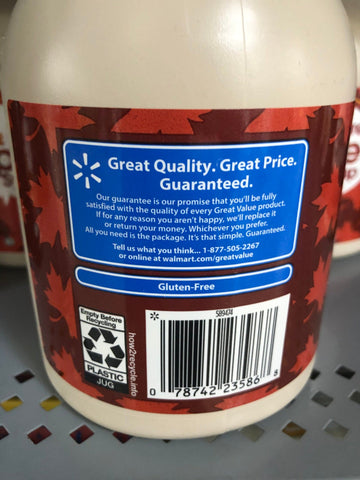 Great Quality. Great Price.
Guaranteed.
Our guarantee is our promise that you'll be fully
satisfied with the quality of every Great Value product.
If for any reason you aren't happy, we'll replace it
or return your money. Whichever you prefer.
All you need is the package. It's that simple. Guaranteed.
Tell us what you think... 1-877-505-2267
or online at walmart.com/greatvalue
Gluten-Free
Empty Before
Recycling
PLASTIC
JUG
how2recycle.info
589474
0 78742 23586 8